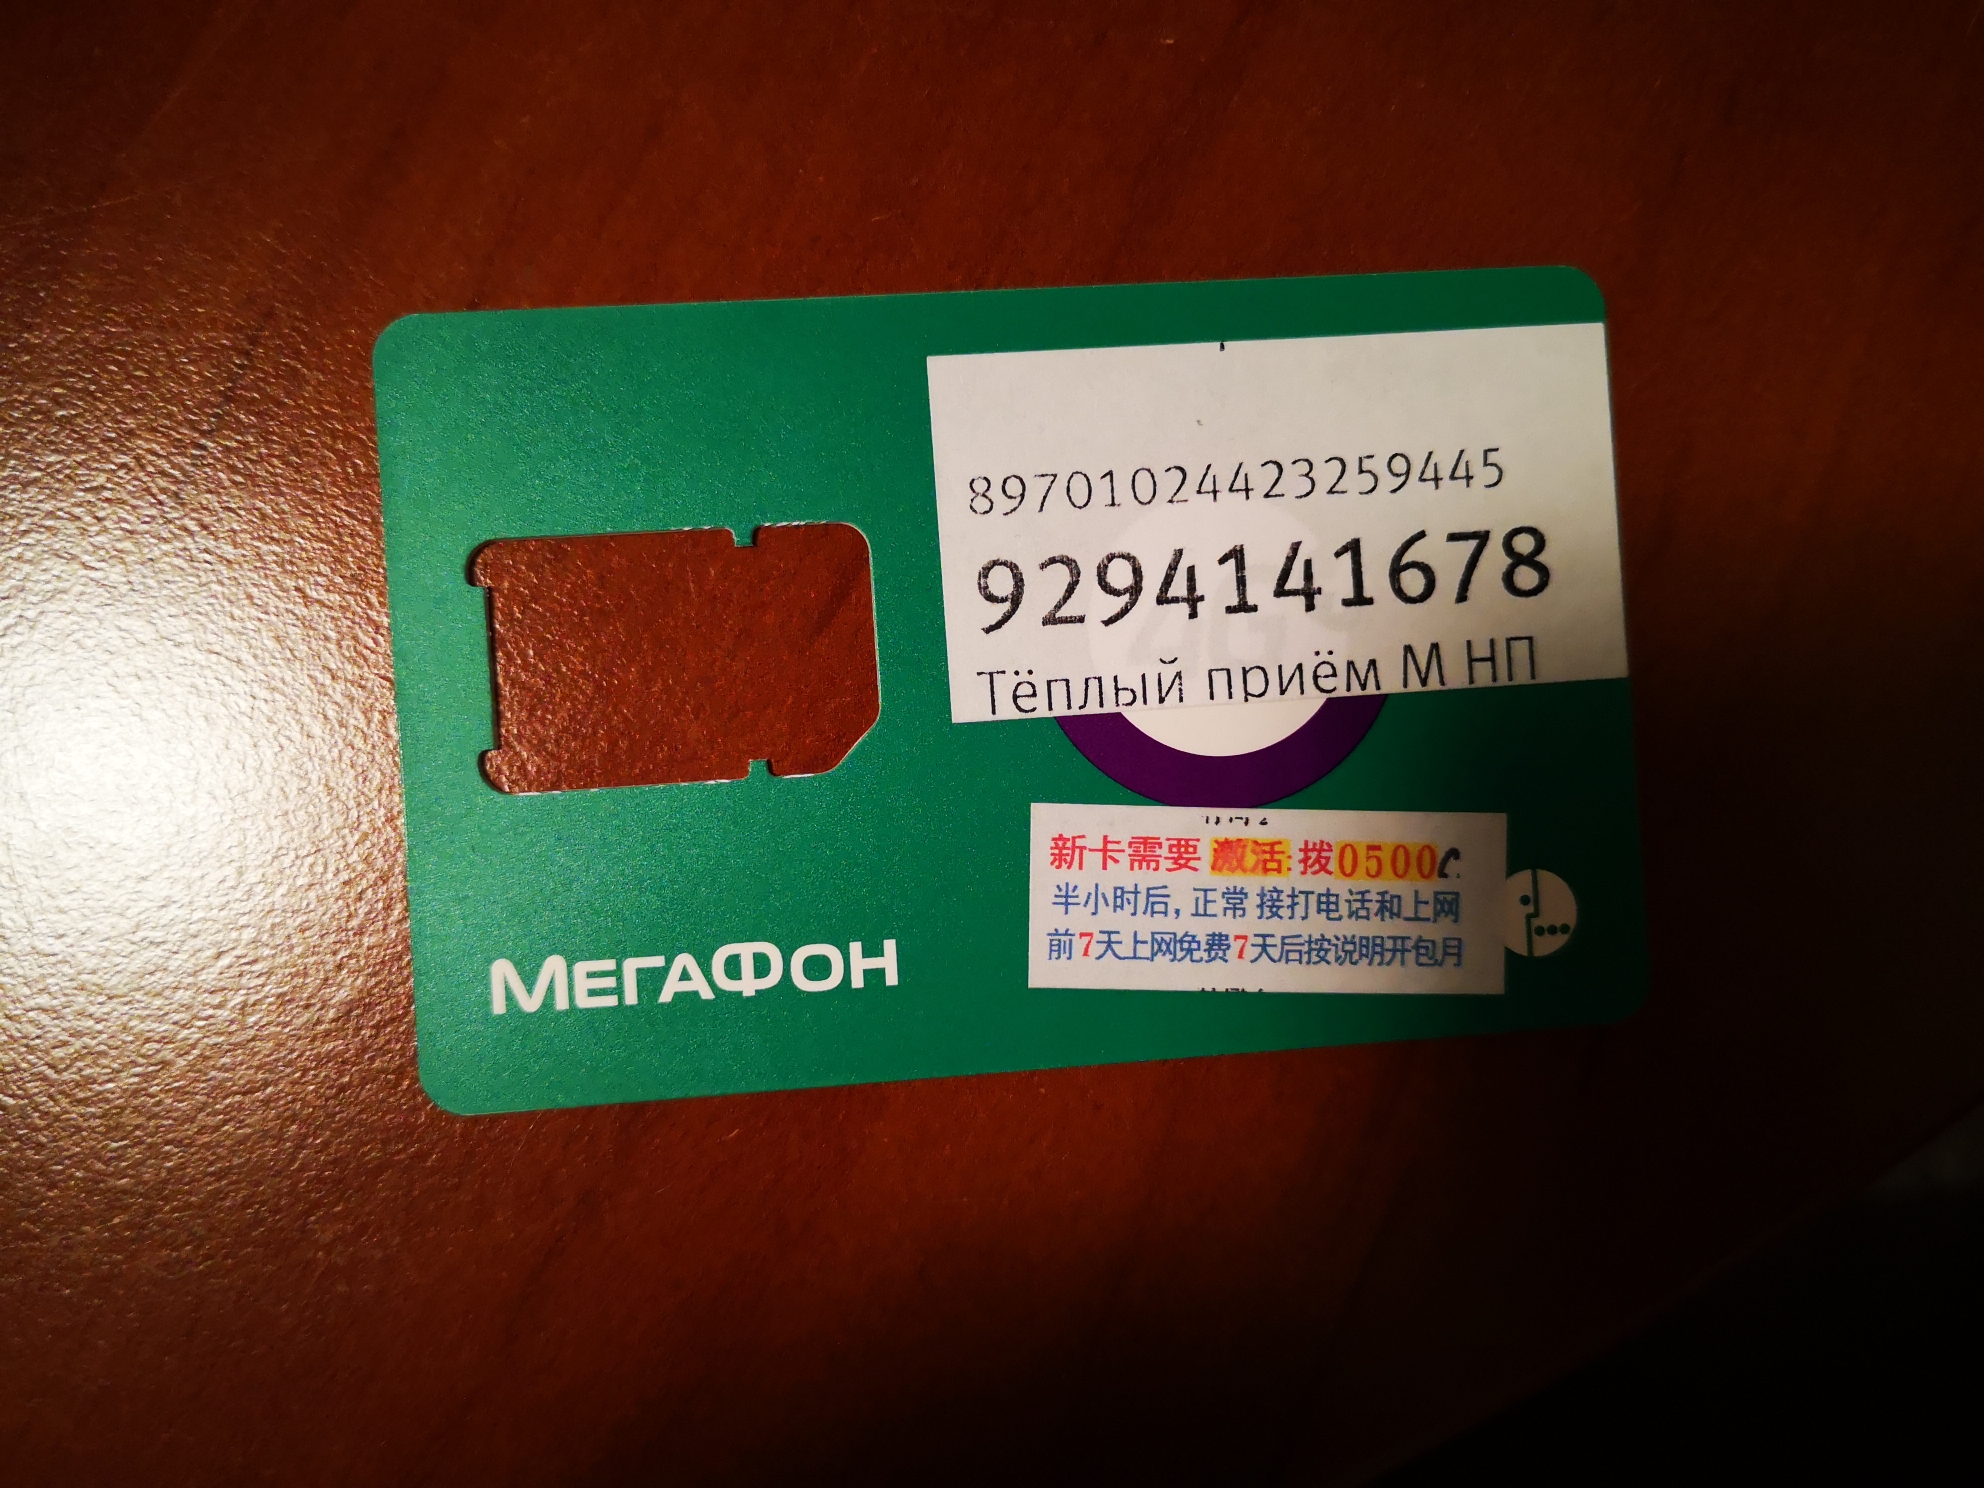 89701024423259445
9294141678
Тёплый приём М НП
新卡需要 激活:拨0500
半小时后,正常 接打电话和上网
前7天上网免费7天后按说明开包月
МЕГАФОН